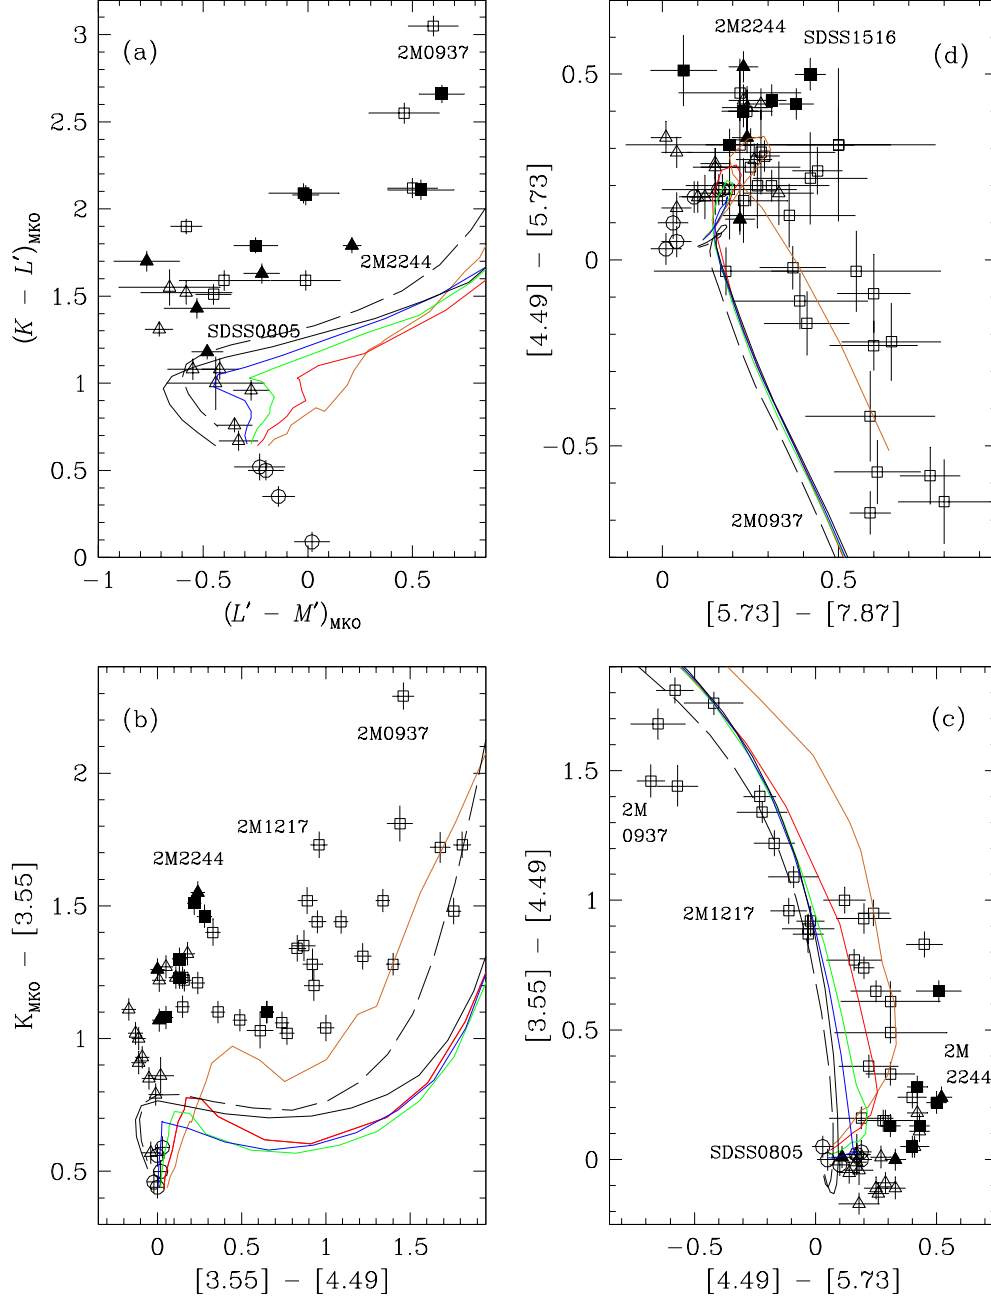 (a)
2M0937
2M2244
SDSS0805
3
2.5
2
1.5
1
0.5
0
(K − L′)MKO
−1
−0.5
0
0.5
(L′ − M′)MKO
2M2244
SDSS1516
(d)
2M0937
0.5
0
−0.5
[4.49] − [5.73]
0
0.5
[5.73] − [7.87]
(b)
2M0937
2M1217
2M2244
2
1.5
1
0.5
KMKO − [3.55]
0
0.5
1
1.5
[3.55] − [4.49]
(c)
2M
0937
2M1217
2M
2244
SDSS0805
1.5
1
0.5
0
[3.55] − [4.49]
−0.5
0
0.5
[4.49] − [5.73]